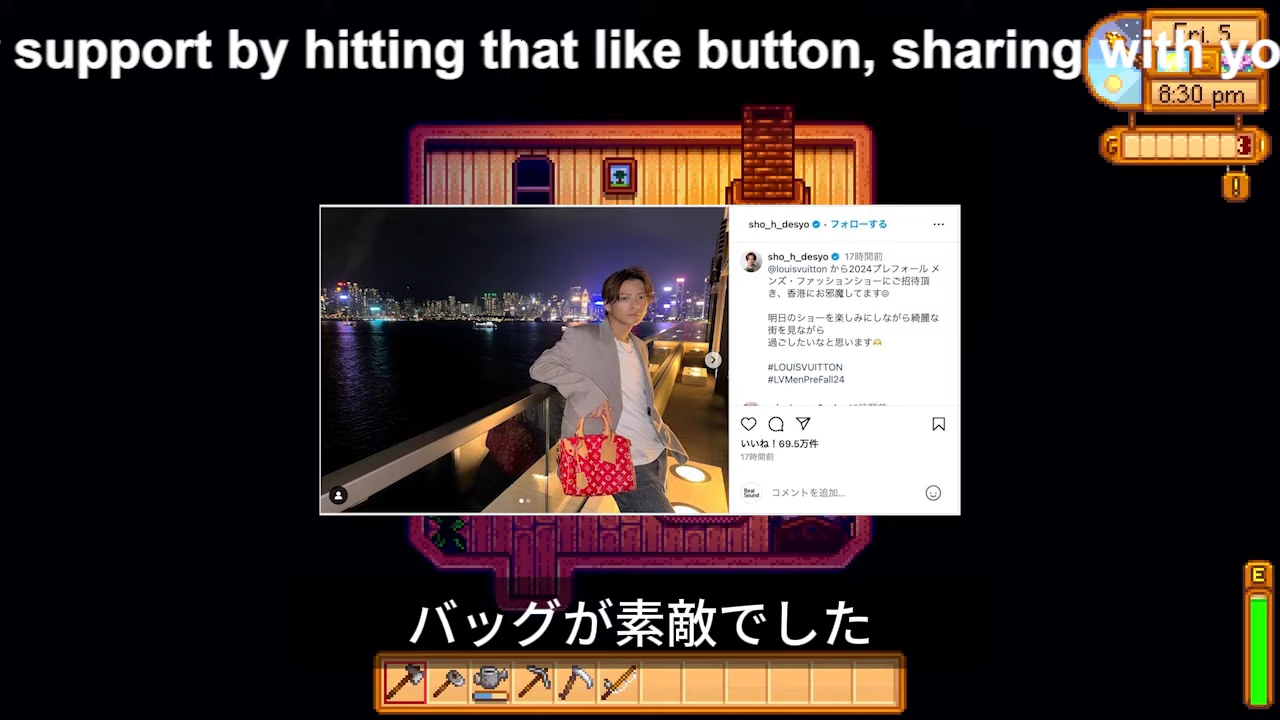 support by hitting that like button, sharing with yo
Fri. 5
8:30 pm
G
3
sho_h_desyo · フォローする
sho_h_desyo 17時間前
@louisvuitton から2024プレフォール メ
ンズ・ファッションショーにご招待頂
き、香港にお邪魔してます☺
明日のショーを楽しみにしながら綺麗な
街を見ながら
過ごしたいなと思います🫶
#LOUISVUITTON
#LVMenPreFall24
いいね！69.5万件
17時間前
Real
Sound
コメントを追加...
E
バッグが素敵でした